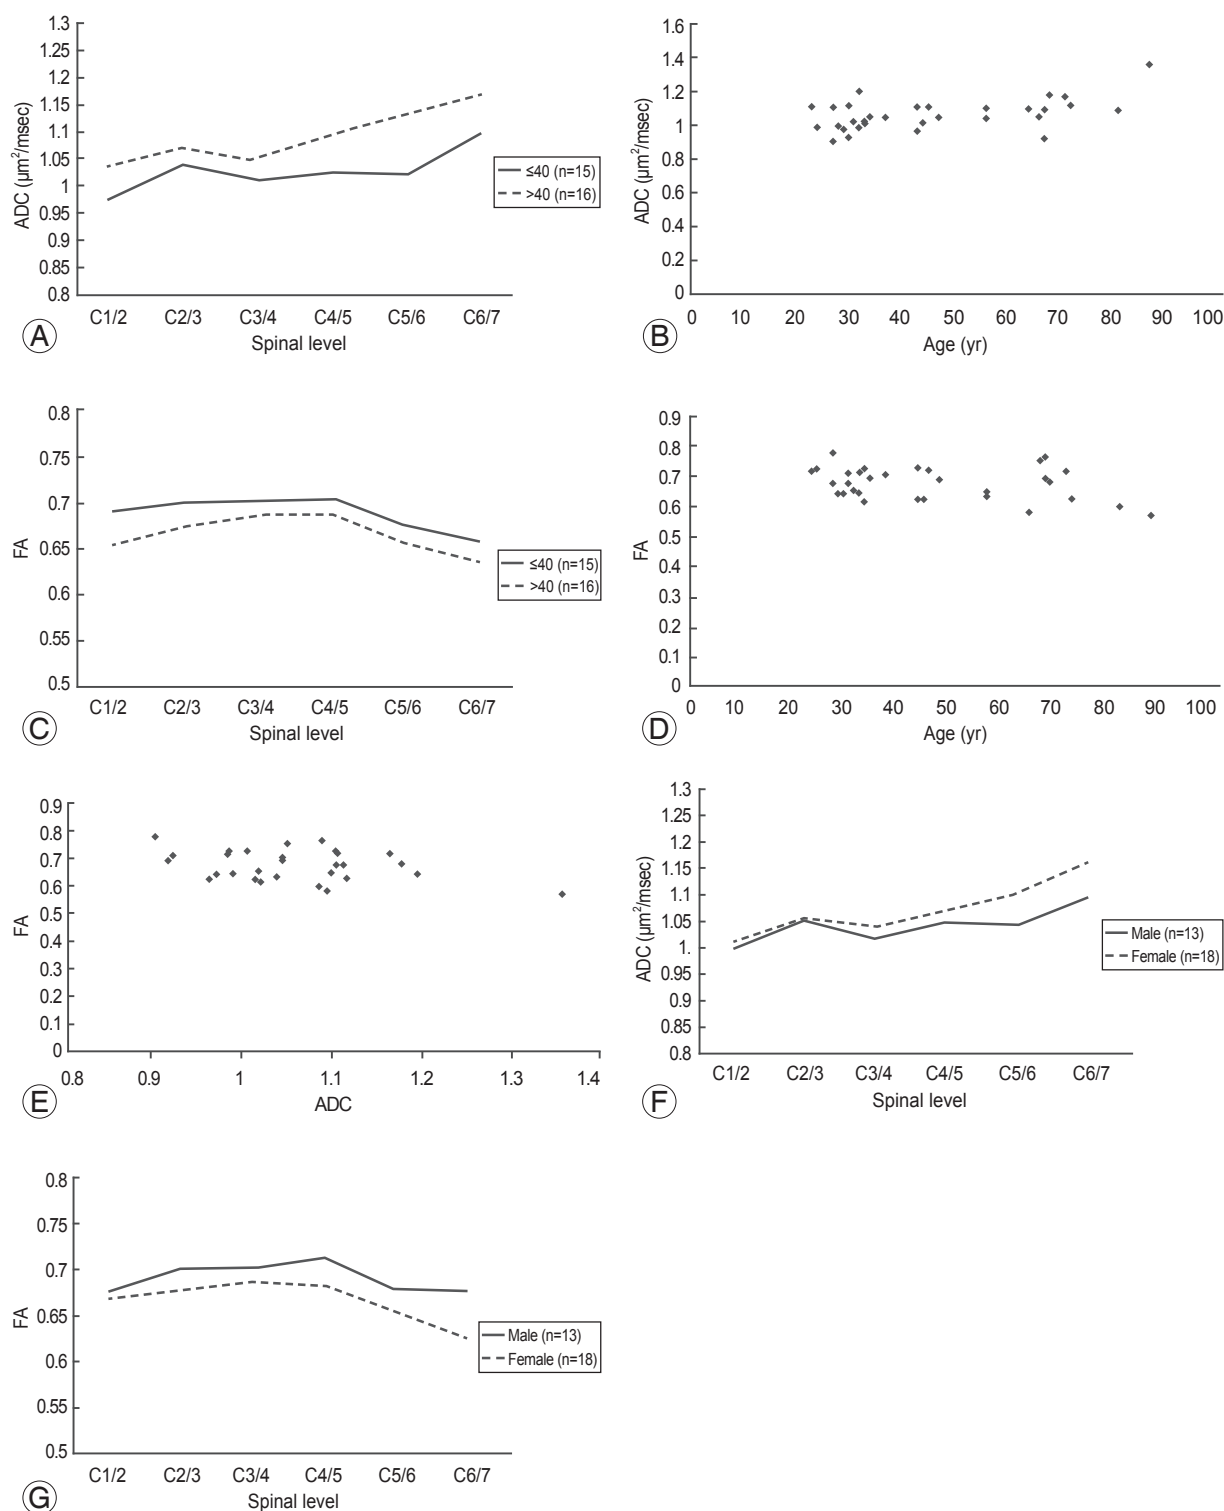 1.3
1.25
1.2
1.15
1.1
1.05
1
0.95
0.9
0.85
0.8
ADC (µm²/msec)
C1/2 C2/3 C3/4 C4/5 C5/6 C6/7
Spinal level
≤40 (n=15)
>40 (n=16)
A
1.6
1.4
1.2
1
0.8
0.6
0.4
0.2
0
ADC (µm²/msec)
0 10 20 30 40 50 60 70 80 90 100
Age (yr)
B
0.8
0.75
0.7
0.65
0.6
0.55
0.5
FA
C1/2 C2/3 C3/4 C4/5 C5/6 C6/7
Spinal level
≤40 (n=15)
>40 (n=16)
C
0.9
0.8
0.7
0.6
0.5
0.4
0.3
0.2
0.1
0
FA
0 10 20 30 40 50 60 70 80 90 100
Age (yr)
D
0.9
0.8
0.7
0.6
0.5
0.4
0.3
0.2
0.1
0
FA
0.8 0.9 1 1.1 1.2 1.3 1.4
ADC
E
1.3
1.25
1.2
1.15
1.1
1.05
1.
0.95
0.9
0.85
0.8
ADC (µm²/msec)
C1/2 C2/3 C3/4 C4/5 C5/6 C6/7
Spinal level
Male (n=13)
Female (n=18)
F
0.8
0.75
0.7
0.65
0.6
0.55
0.5
FA
C1/2 C2/3 C3/4 C4/5 C5/6 C6/7
Spinal level
Male (n=13)
Female (n=18)
G